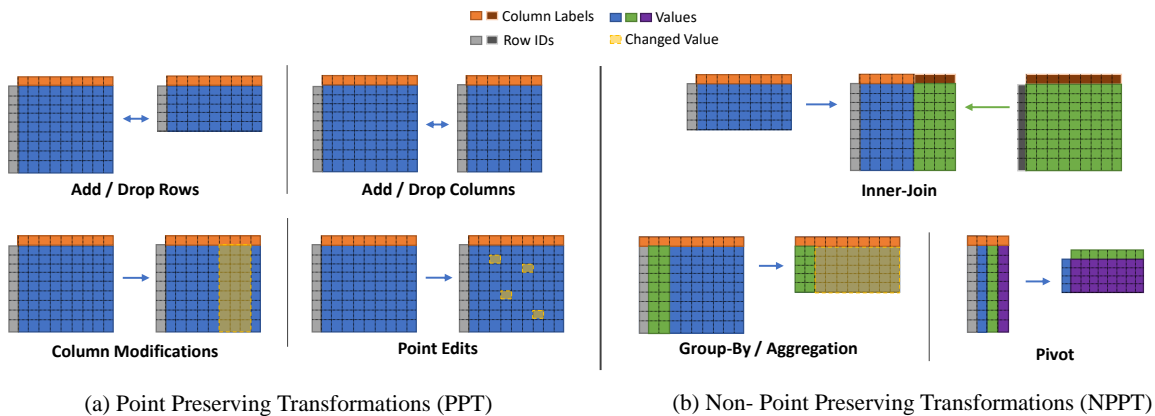 Column Labels
Values
Row IDs
Changed Value
Add / Drop Rows
Add / Drop Columns
Inner-Join
Column Modifications
Point Edits
Group-By / Aggregation
Pivot
(a) Point Preserving Transformations (PPT)
(b) Non- Point Preserving Transformations (NPPT)